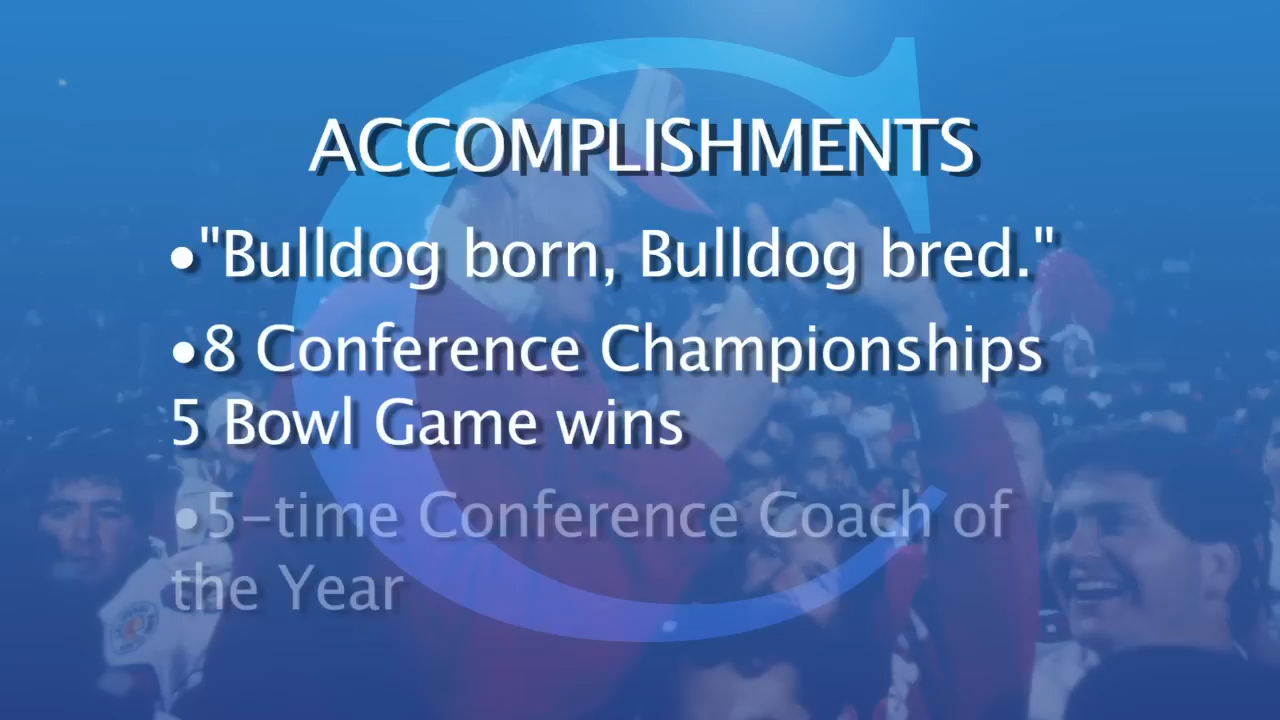 ACCOMPLISHMENTS
•"Bulldog born, Bulldog bred."
•8 Conference Championships
5 Bowl Game wins
•5-time Conference Coach of
the Year